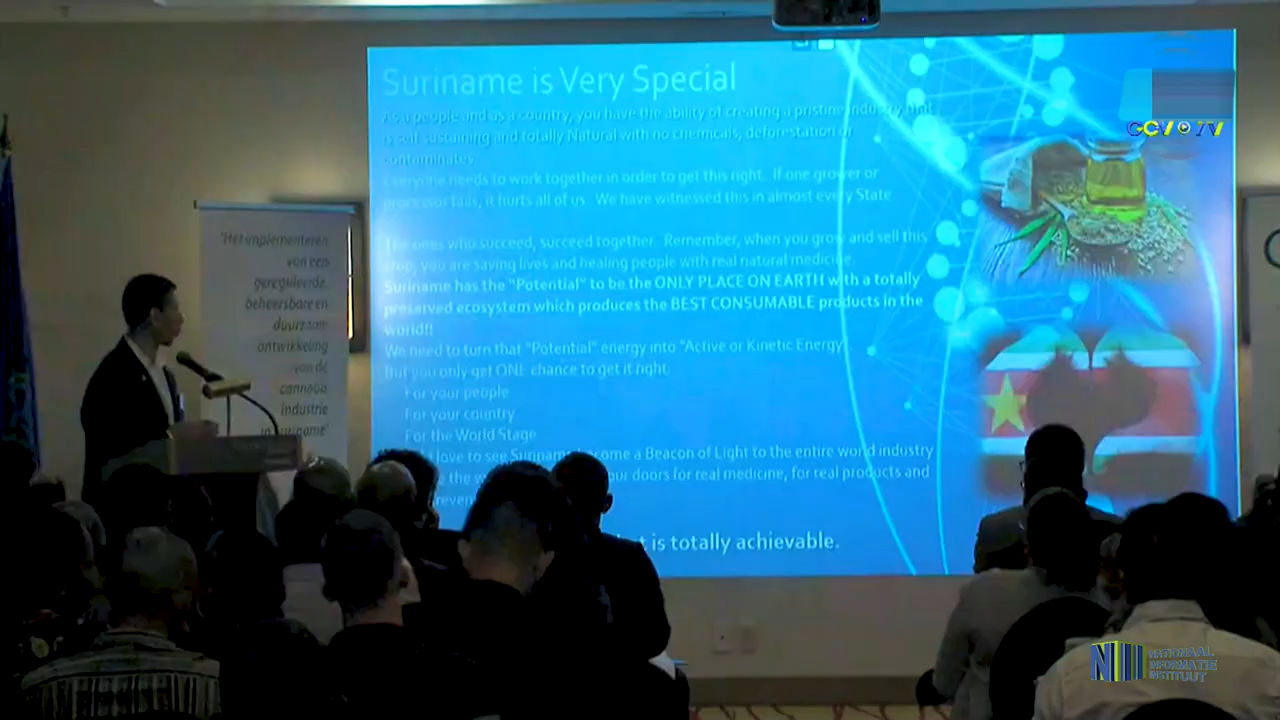 Suriname is Very Special
As a people and as a country, you have the ability of creating a pristine industry that
is self sustaining and totally Natural with no chemicals, deforestation or
contaminates.
Everyone needs to work together in order to get this right. If one grower or
processor fails, it hurts all of us. We have witnessed this in almost every State
The ones who succeed, succeed together. Remember, when you grow and sell this
crop, you are saving lives and healing people with real natural medicine.
Suriname has the "Potential" to be the ONLY PLACE ON EARTH with a totally
preserved ecosystem which produces the BEST CONSUMABLE products in the
world!!
We need to turn that "Potential" energy into "Active or Kinetic Energy"
But you only get ONE chance to get it right:
For your people
For your country
For the World Stage
love to see Suriname become a Beacon of Light to the entire world industry
the our doors for real medicine, for real products and
is totally achievable.
"Het implementeren
van een
gereguleerde,
beheersbare en
duurzaam
ontwikkeling
van de
cannabis
industrie
in Suriname"
CCV TV
NATIONAAL
INFORMATIE
INSTITUUT